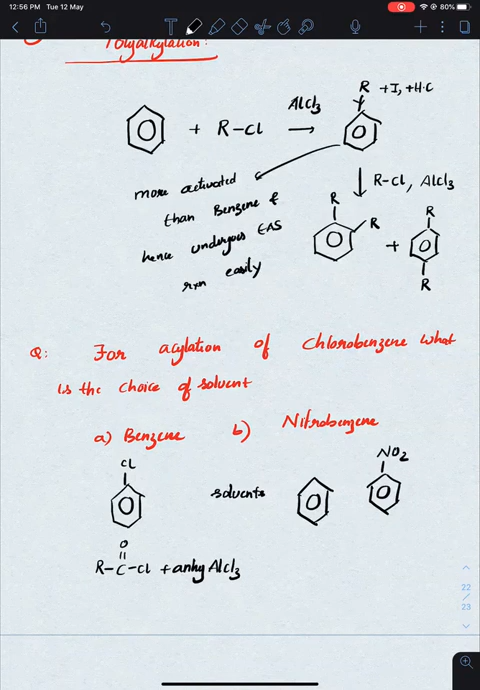 12:56 PM Tue 12 May
80%
Polyalkylation:
R +I, +H.C
+ R-Cl AlCl3
R-Cl, AlCl3
more activated
than Benzene &
hence undergoes EAS
rxn easily
R
R
+
R
R
Q: For acylation of Chlorobenzene what
is the choice of solvent
a) Benzene b) Nitrobenzene
CL
NO2
solvents
O
R-C-Cl + anhy AlCl3
22
/
23